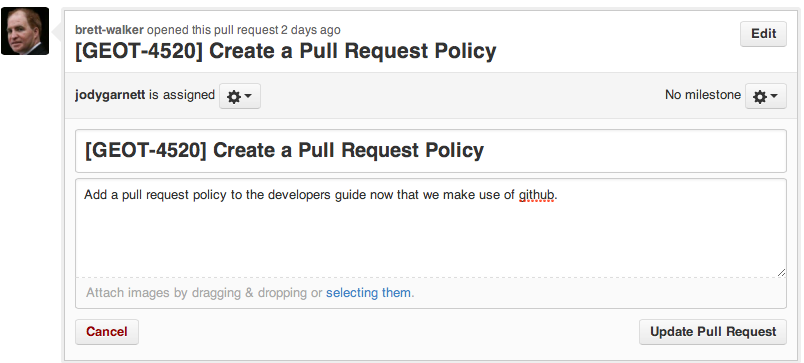 brett-walker opened this pull request 2 days ago
[GEOT-4520] Create a Pull Request Policy
Edit
jodygarnett is assigned
No milestone
[GEOT-4520] Create a Pull Request Policy
Add a pull request policy to the developers guide now that we make use of github.
Attach images by dragging & dropping or selecting them.
Cancel
Update Pull Request